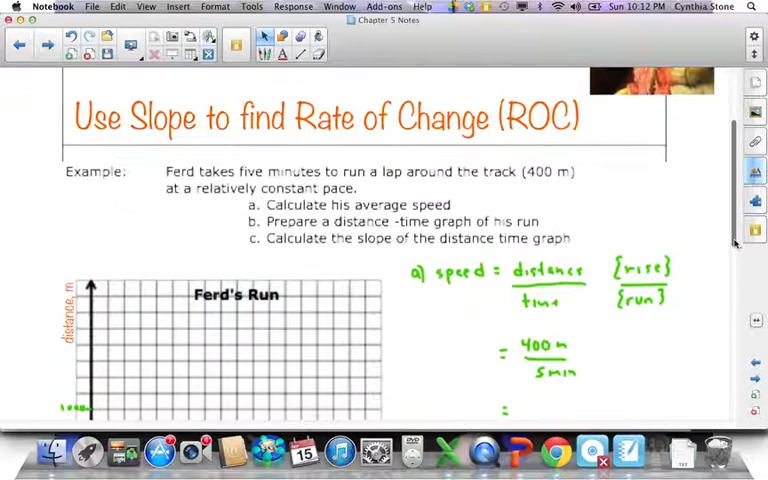 Notebook File Edit View Insert Format Tools Response Window Add-ons Help Sun 10:12 PM Cynthia Stone
Chapter 5 Notes
Use Slope to find Rate of Change (ROC)
Example: Ferd takes five minutes to run a lap around the track (400 m)
at a relatively constant pace.
a. Calculate his average speed
b. Prepare a distance -time graph of his run
c. Calculate the slope of the distance time graph
a) speed = distance {rise}
time {run}
Ferd's Run
distance, m
= 400 m
5 min
=
15
TXT